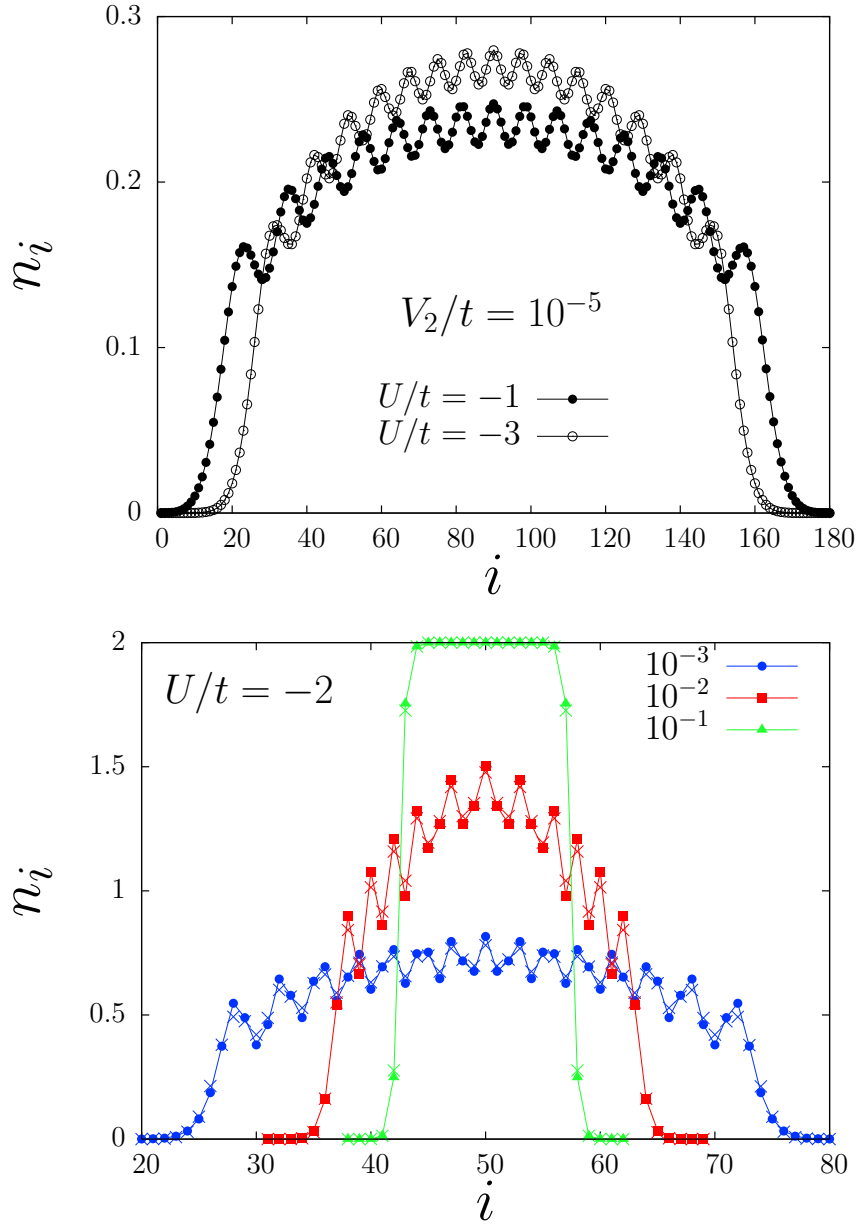 0.3
0.2
0.1
0
n_i
V_2/t = 10^{-5}
U/t = −1
U/t = −3
0 20 40 60 80 100 120 140 160 180
i
2
1.5
1
0.5
0
n_i
U/t = −2
10^{-3}
10^{-2}
10^{-1}
20 30 40 50 60 70 80
i